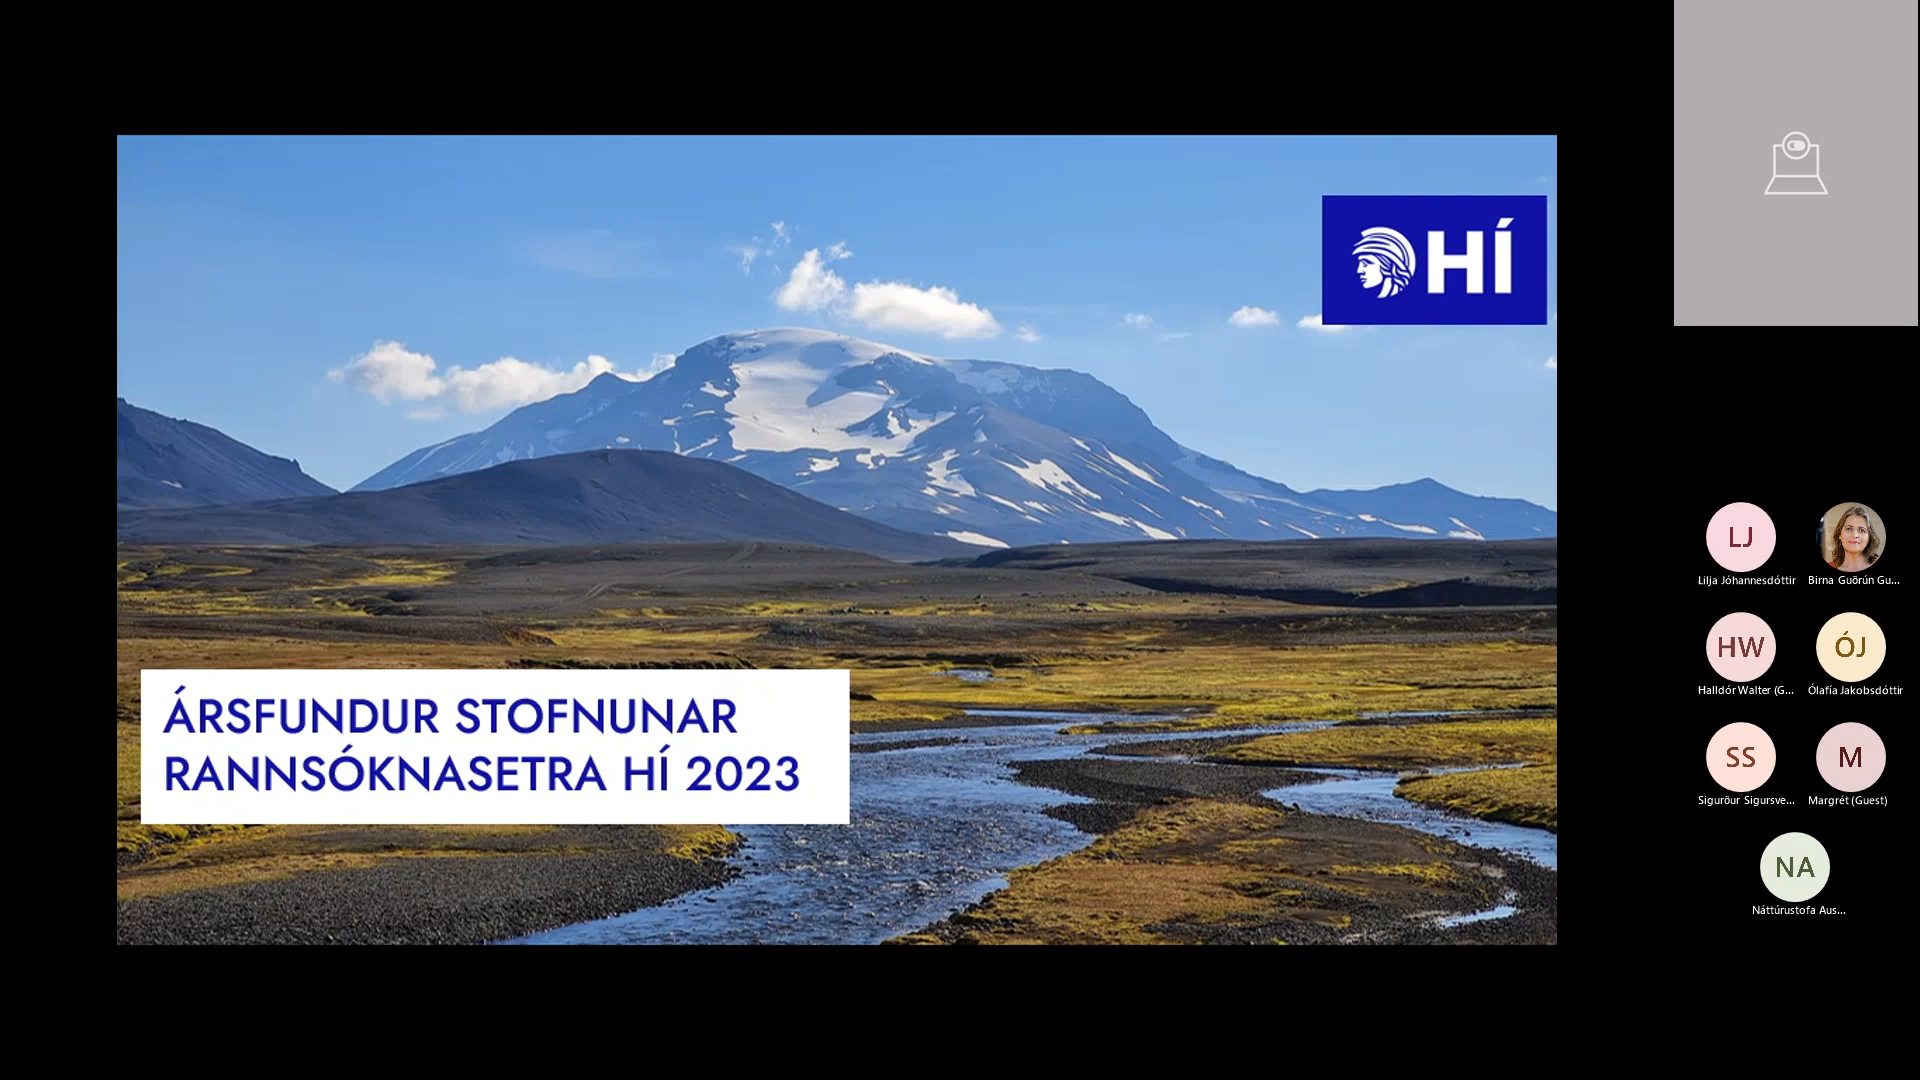 HÍ
ÁRSFUNDUR STOFNUNAR
RANNSÓKNASETRA HÍ 2023
LJ
Lilja Jóhannesdóttir
Birna Guðrún Gu...
HW
Halldór Walter (G...
ÓJ
Ólafía Jakobsdóttir
SS
Sigurður Sigursve...
M
Margrét (Guest)
NA
Náttúrustofa Aus...